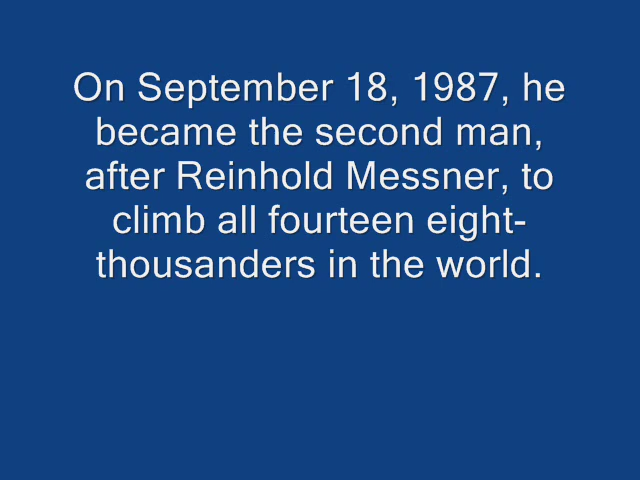 On September 18, 1987, he
became the second man,
after Reinhold Messner, to
climb all fourteen eight-
thousanders in the world.